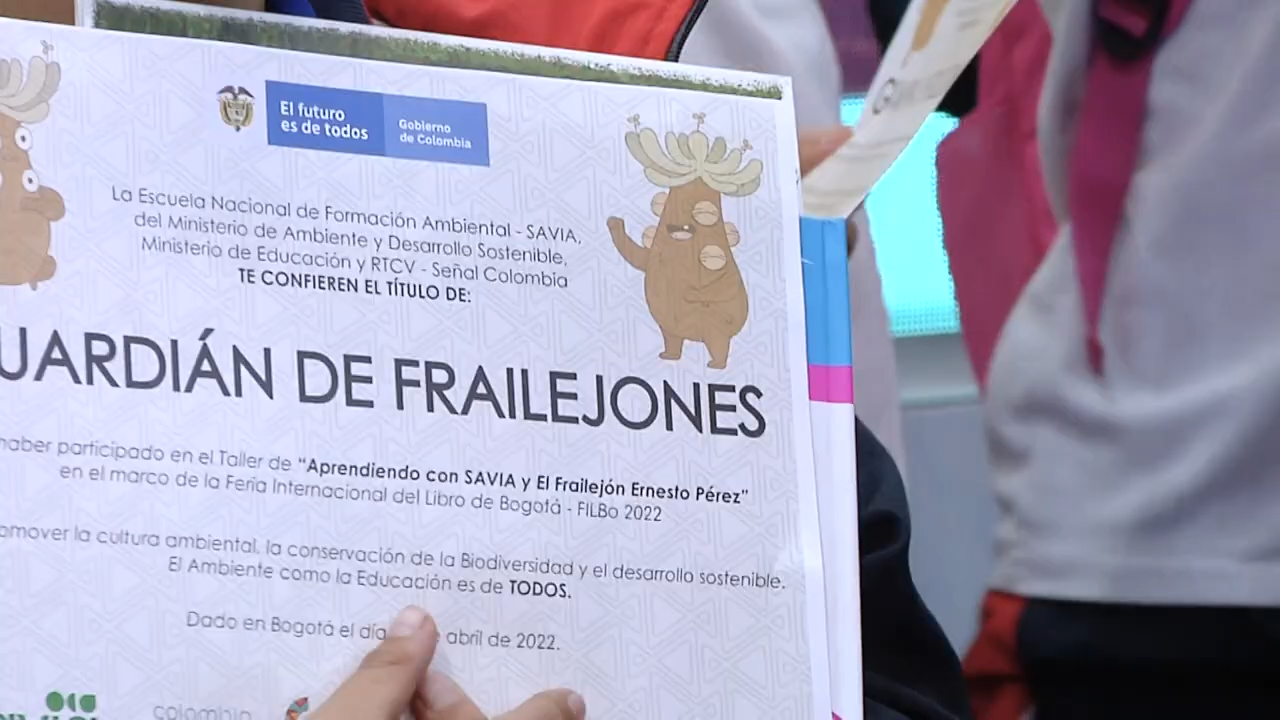 El futuro
es de todos
Gobierno
de Colombia
La Escuela Nacional de Formación Ambiental - SAVIA,
del Ministerio de Ambiente y Desarrollo Sostenible,
Ministerio de Educación y RTCV - Señal Colombia
TE CONFIEREN EL TÍTULO DE:
UARDIÁN DE FRAILEJONES
haber participado en el Taller de "Aprendiendo con SAVIA y El Frailejón Ernesto Pérez"
en el marco de la Feria Internacional del Libro de Bogotá - FILBo 2022
omover la cultura ambiental, la conservación de la Biodiversidad y el desarrollo sostenible.
El Ambiente como la Educación es de TODOS.
Dado en Bogotá el día abril de 2022.
colombia